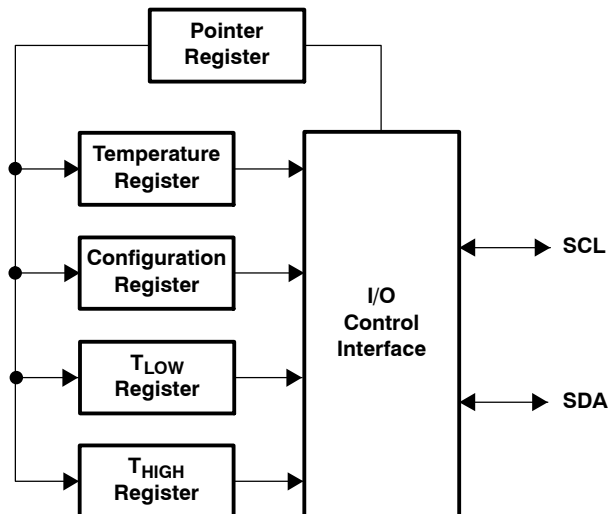 Pointer
Register
Temperature
Register
Configuration
Register
TLOW
Register
THIGH
Register
I/O
Control
Interface
SCL
SDA